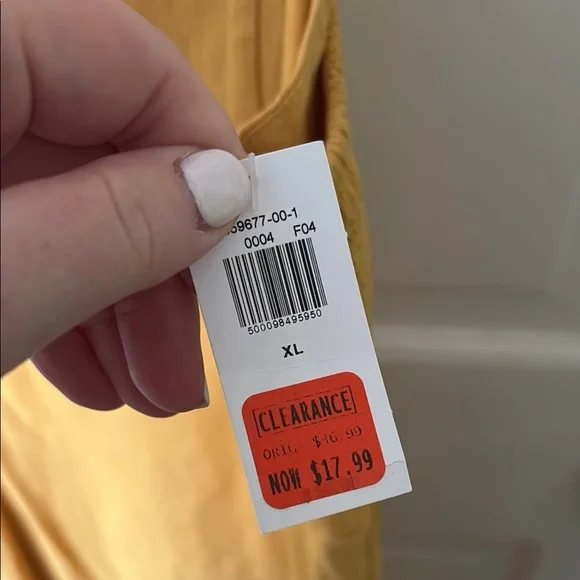 59677-00-1
0004 F04
500098495950
XL
CLEARANCE
ORIG.
NOW $17.99